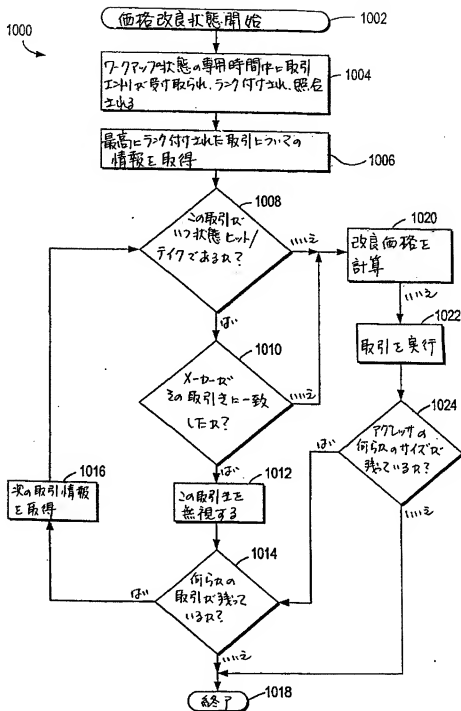 1000
価格改良状態開始
1002
ワークアップ状態の専用時間中に取引
エントリが受け取られ、ランク付けされ、照合
される
1004
最高にランク付けされた取引についての
情報を取得
1006
1008
この取引が
いつ状態ヒット/
テイクであるか?
いいえ
はい
1020
改良価格を
計算
いいえ
1022
取引を実行
1010
メーカーが
その取引きに一致
したか?
いいえ
はい
1024
アグレッサの
何らかのサイズが
残っているか?
はい
いいえ
1016
次の取引情報
を取得
1012
この取引きを
無視する
1014
何らかの
取引が残って
いるか?
はい
いいえ
終了
1018